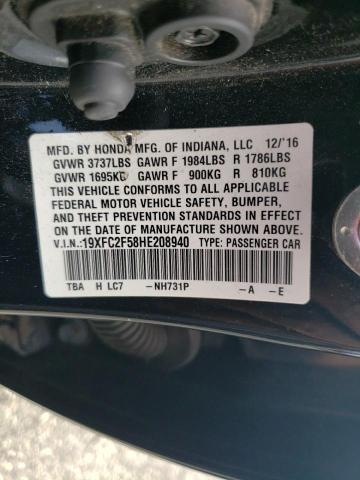 MFD. BY HONDA MFG. OF INDIANA, LLC 12/'16
GVWR 3737LBS GAWR F 1984LBS R 1786LBS
GVWR 1695KG GAWR F 900KG R 810KG
THIS VEHICLE CONFORMS TO ALL APPLICABLE
FEDERAL MOTOR VEHICLE SAFETY, BUMPER,
AND THEFT PREVENTION STANDARDS IN EFFECT
ON THE DATE OF MANUFACTURE SHOWN ABOVE.
V.I.N.:19XFC2F58HE208940 TYPE: PASSENGER CAR
TBA H LC7 -NH731P -A -E